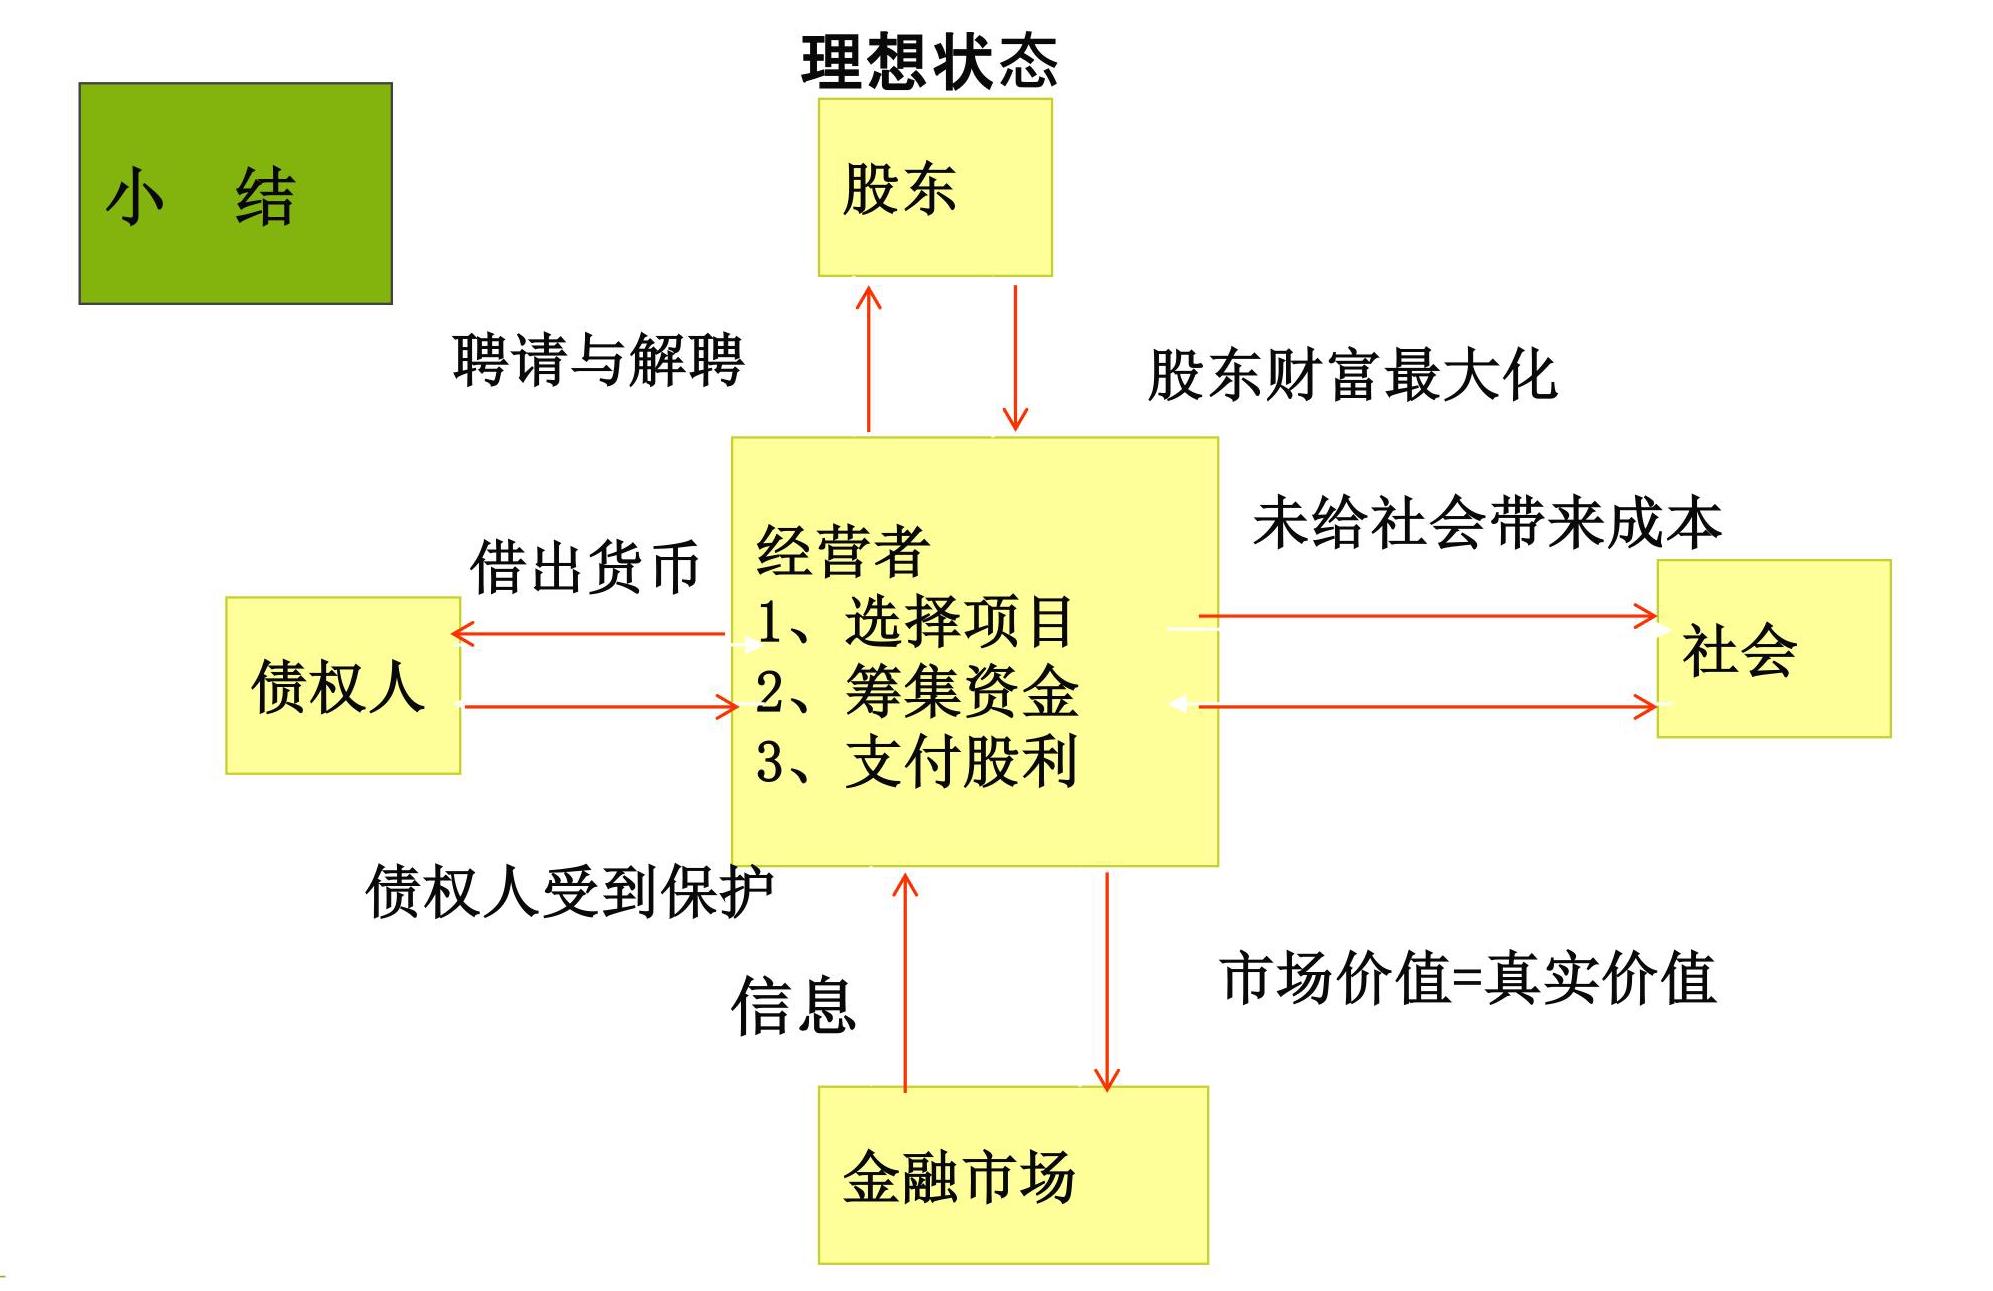 理想状态
小 结
股东
聘请与解聘
股东财富最大化
未给社会带来成本
借出货币
经营者
1、选择项目
2、筹集资金
3、支付股利
债权人
社会
债权人受到保护
信息
市场价值=真实价值
金融市场